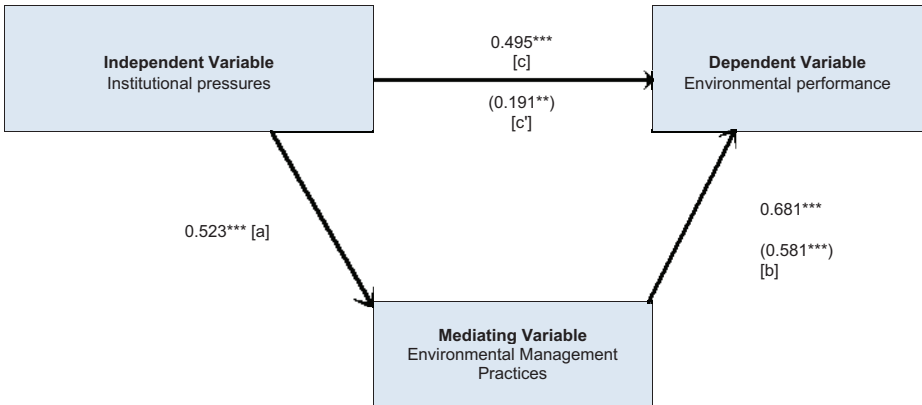 Independent Variable
Institutional pressures
0.495***
[c]
(0.191**)
[c']
Dependent Variable
Environmental performance
0.523*** [a]
0.681***
(0.581***)
[b]
Mediating Variable
Environmental Management
Practices